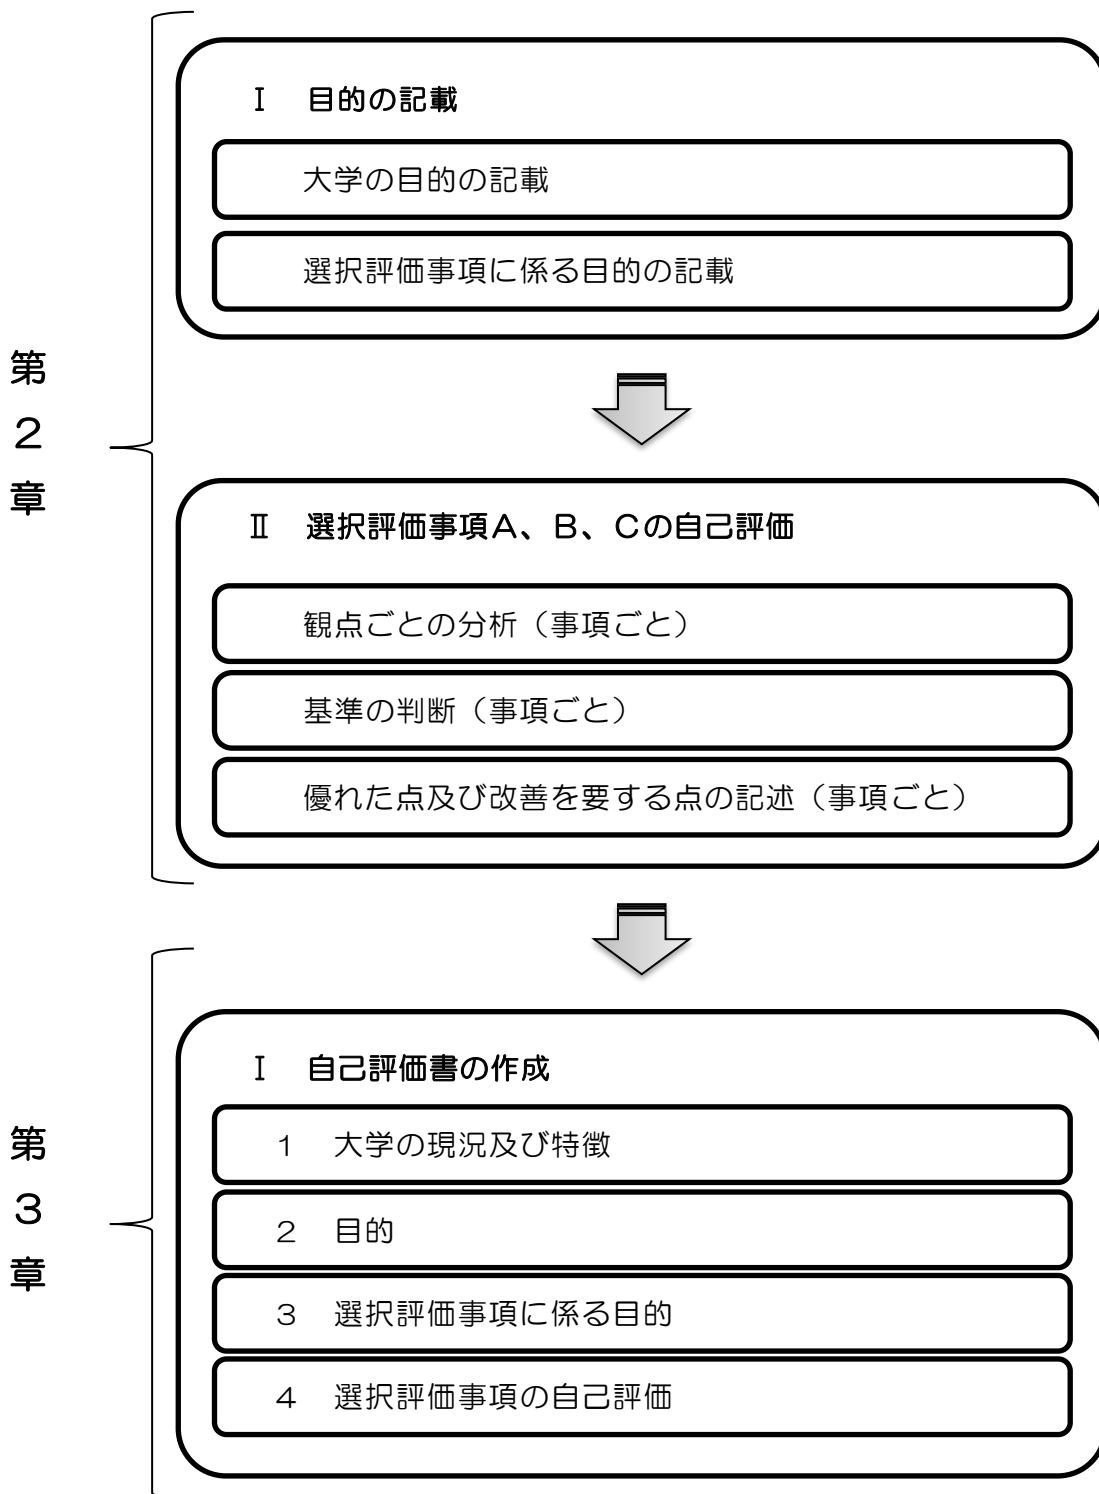 第2章
Ⅰ 目的の記載
大学の目的の記載
選択評価事項に係る目的の記載
Ⅱ 選択評価事項A、B、Cの自己評価
観点ごとの分析（事項ごと）
基準の判断（事項ごと）
優れた点及び改善を要する点の記述（事項ごと）
第3章
Ⅰ 自己評価書の作成
1 大学の現況及び特徴
2 目的
3 選択評価事項に係る目的
4 選択評価事項の自己評価